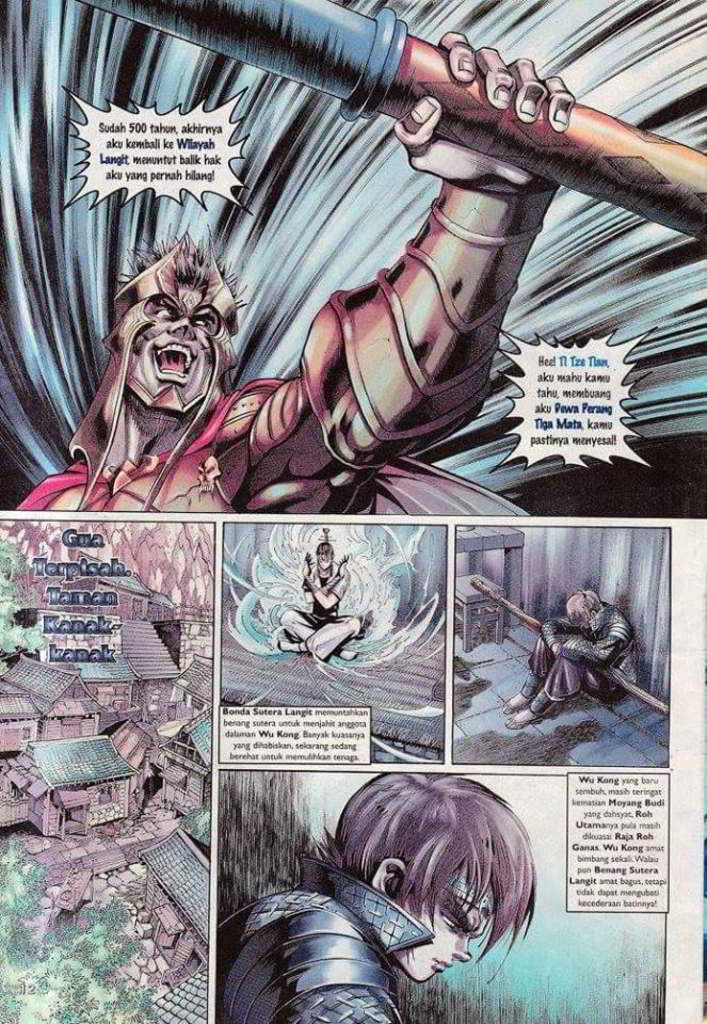 Sudah 500 tahun, akhirnya
aku kembali ke Wilayah
Langit, menuntut balik hak
aku yang pernah hilang!
Hee! Ti Tze Tian,
aku mahu kamu
tahu, membuang
aku Dewa Perang
Tiga Mata, kamu
pastinya menyesal!
Gua
Terpisah.
Taman
Kanak-
kanak
Bonda Sutera Langit memuntahkan
benang sutera untuk menjahit anggota
dalaman Wu Kong. Banyak kuasanya
yang dihabiskan, sekarang sedang
berehat untuk memulihkan tenaga.
Wu Kong yang baru
sembuh, masih teringat
kematian Moyang Budi
yang dahsyat, Roh
Utamanya pula masih
dikuasai Raja Roh
Ganas. Wu Kong amat
bimbang sekali. Walau
pun Benang Sutera
Langit amat bagus, tetapi
tidak dapat mengubati
kecederaan batinnya!
12